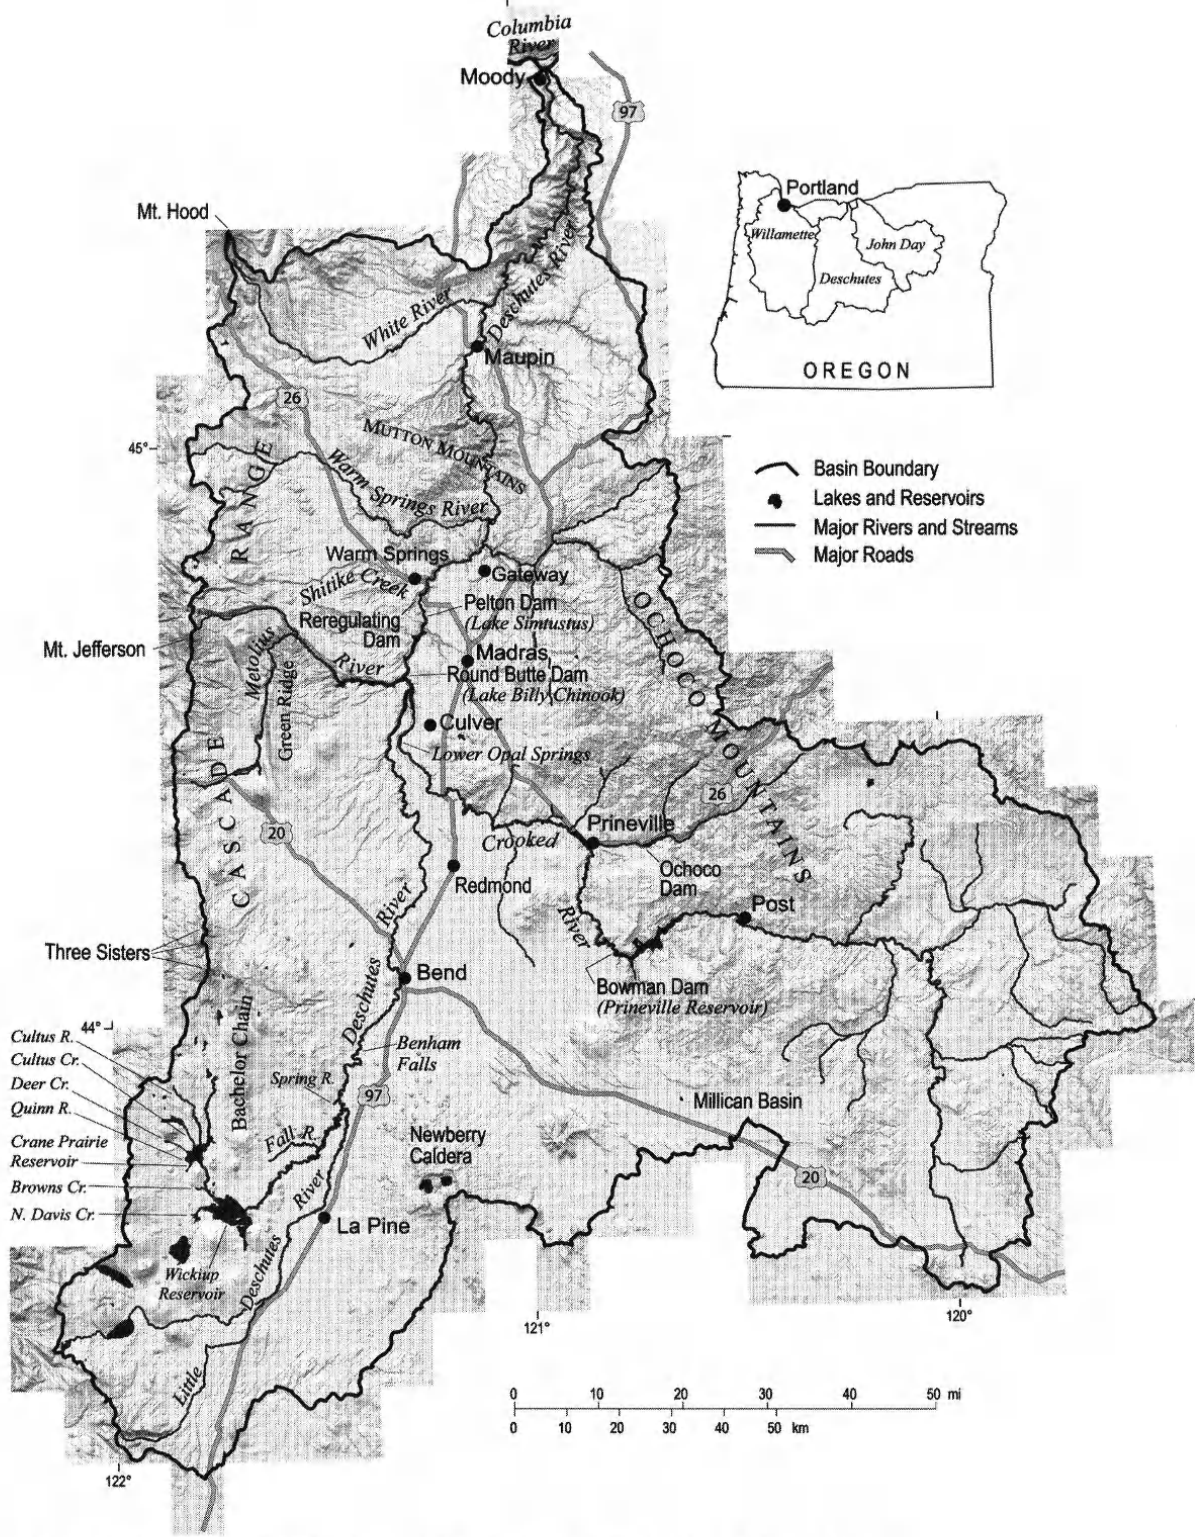 Columbia
River
Moody
97
Mt. Hood
Portland
Willamette
John Day
Deschutes
OREGON
White River
Deschutes River
Maupin
26
MUTTON MOUNTAINS
45°
RANGE
Warm Springs River
Basin Boundary
Lakes and Reservoirs
Major Rivers and Streams
Major Roads
Warm Springs
Gateway
Shitike Creek
Pelton Dam
(Lake Simtustus)
Reregulating
Dam
OCHOCO MOUNTAINS
Mt. Jefferson
Metolius
River
Green Ridge
Madras
Round Butte Dam
(Lake Billy Chinook)
Culver
Lower Opal Springs
CASCADE
20
26
Crooked
Prineville
Ochoco
Dam
Redmond
River
River
Post
Three Sisters
Bend
Bowman Dam
(Prineville Reservoir)
Deschutes
44°
Bachelor Chain
Benham
Falls
Cultus R.
Cultus Cr.
Deer Cr.
Quinn R.
Crane Prairie
Reservoir
Browns Cr.
N. Davis Cr.
Spring R.
97
Millican Basin
Fall R.
Newberry
Caldera
20
River
La Pine
Wickiup
Reservoir
Deschutes
Little
121°
120°
122°
0 10 20 30 40 50 mi
0 10 20 30 40 50 km